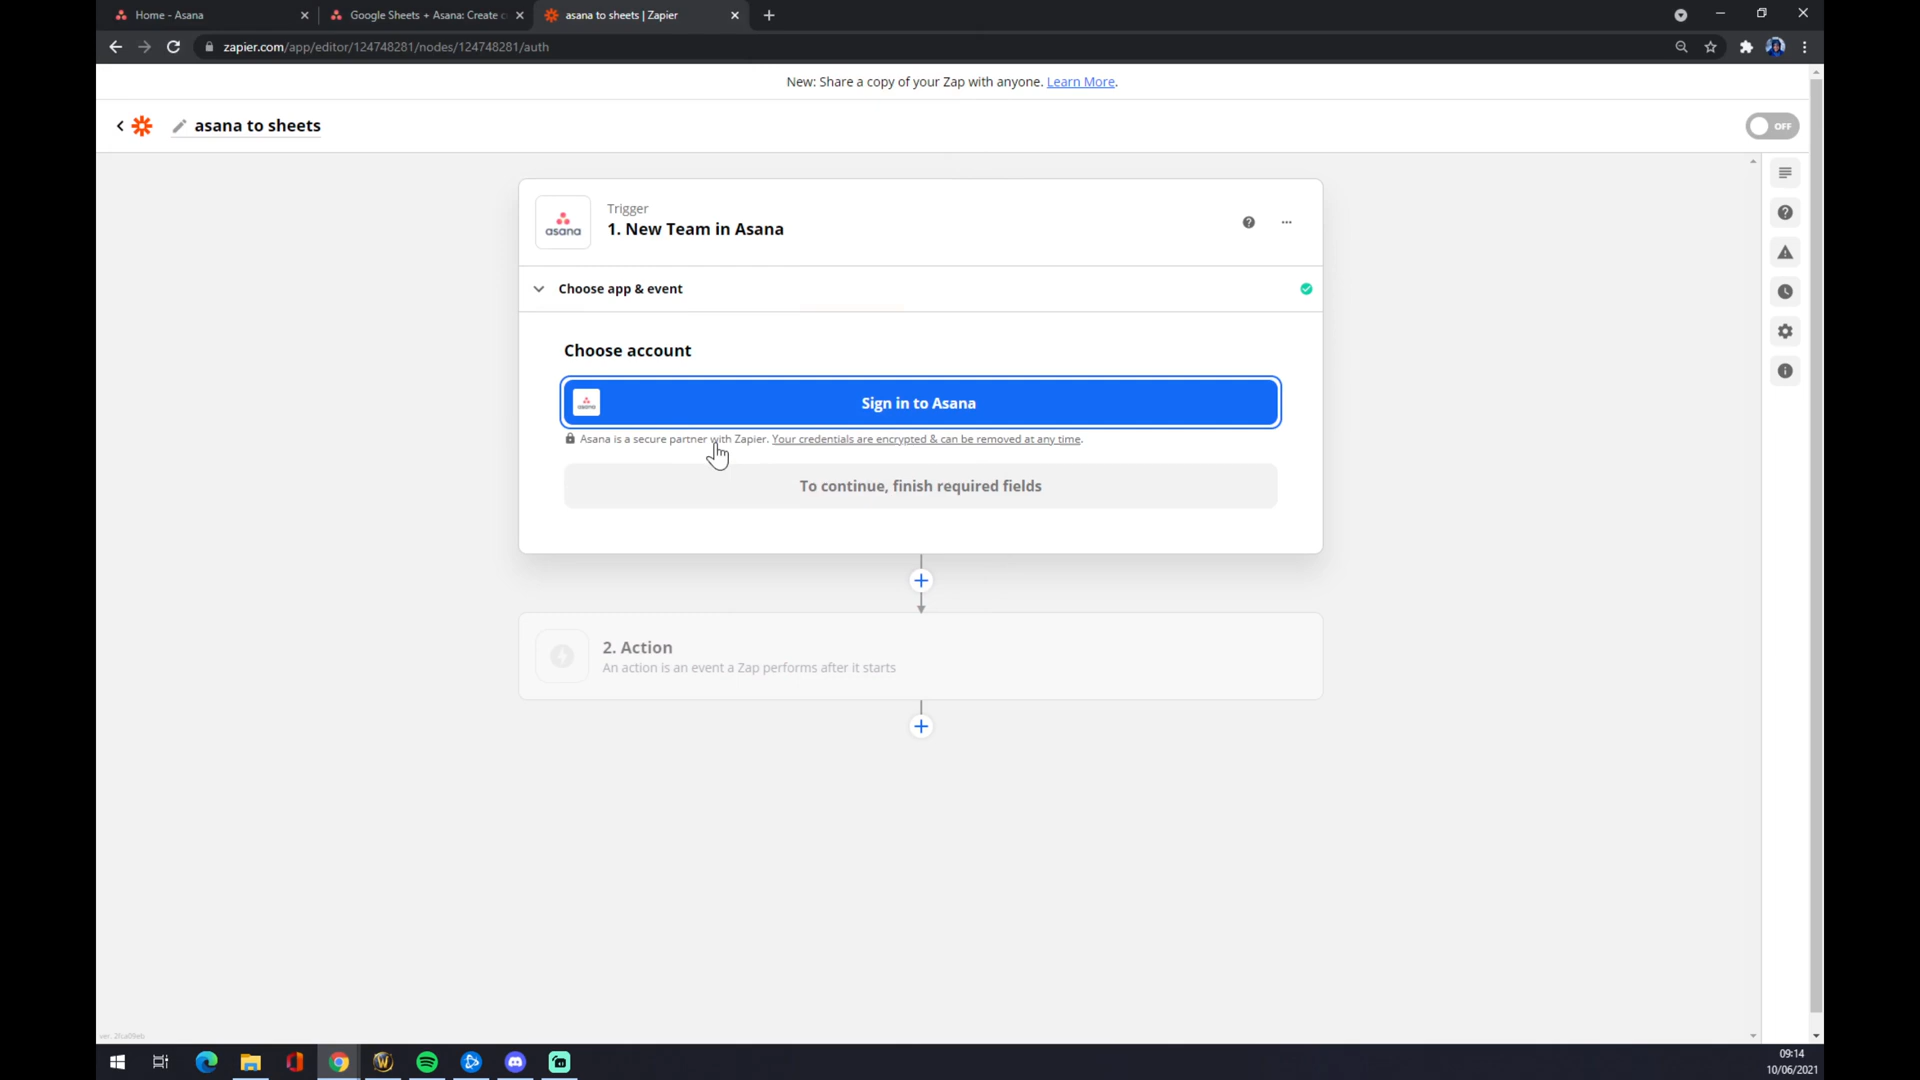 Home - Asana
Google Sheets + Asana: Create c
asana to sheets | Zapier
zapier.com/app/editor/124748281/nodes/124748281/auth
New: Share a copy of your Zap with anyone. Learn More.
asana to sheets
OFF
asana
Trigger
1. New Team in Asana
Choose app & event
Choose account
asana
Sign in to Asana
Asana is a secure partner with Zapier. Your credentials are encrypted & can be removed at any time.
To continue, finish required fields
2. Action
An action is an event a Zap performs after it starts
09:14
10/06/2021